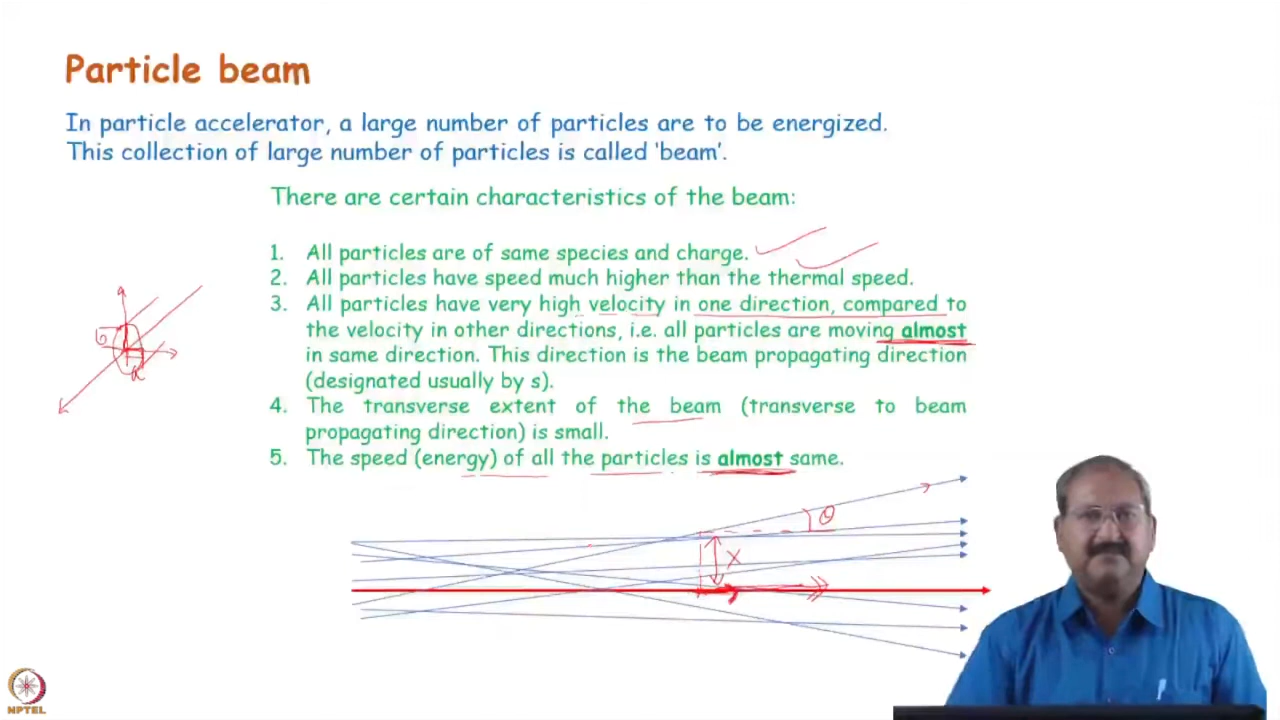 Particle beam
In particle accelerator, a large number of particles are to be energized.
This collection of large number of particles is called 'beam'.
There are certain characteristics of the beam:
1. All particles are of same species and charge.
2. All particles have speed much higher than the thermal speed.
3. All particles have very high velocity in one direction, compared to
the velocity in other directions, i.e. all particles are moving almost
in same direction. This direction is the beam propagating direction
(designated usually by s).
4. The transverse extent of the beam (transverse to beam
propagating direction) is small.
5. The speed (energy) of all the particles is almost same.
θ
x
NPTEL